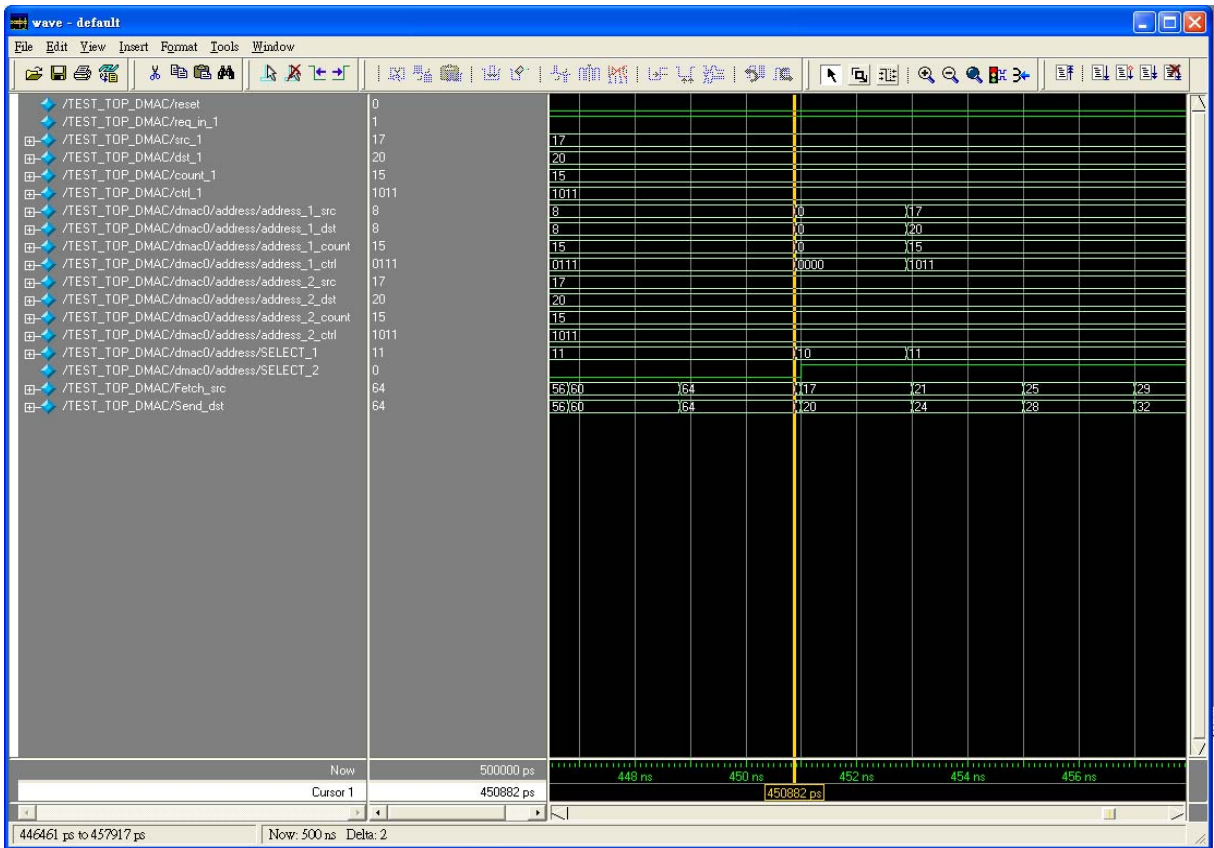 wave - default
File Edit View Insert Format Tools Window
/TEST_TOP_DMAC/reset 0
/TEST_TOP_DMAC/req_in_1 1
/TEST_TOP_DMAC/src_1 17 17
/TEST_TOP_DMAC/dst_1 20 20
/TEST_TOP_DMAC/count_1 15 15
/TEST_TOP_DMAC/ctrl_1 1011 1011
/TEST_TOP_DMAC/dmac0/address/address_1_src 8 8 0 17
/TEST_TOP_DMAC/dmac0/address/address_1_dst 8 8 0 20
/TEST_TOP_DMAC/dmac0/address/address_1_count 15 15 0 15
/TEST_TOP_DMAC/dmac0/address/address_1_ctrl 0111 0111 0000 1011
/TEST_TOP_DMAC/dmac0/address/address_2_src 17 17
/TEST_TOP_DMAC/dmac0/address/address_2_dst 20 20
/TEST_TOP_DMAC/dmac0/address/address_2_count 15 15
/TEST_TOP_DMAC/dmac0/address/address_2_ctrl 1011 1011
/TEST_TOP_DMAC/dmac0/address/SELECT_1 11 11 10 11
/TEST_TOP_DMAC/dmac0/address/SELECT_2 0
/TEST_TOP_DMAC/Fetch_src 64 56 60 64 17 21 25 29
/TEST_TOP_DMAC/Send_dst 64 56 60 64 20 24 28 32
Now 500000 ps 448 ns 450 ns 452 ns 454 ns 456 ns
Cursor 1 450882 ps 450882 ps
446461 ps to 457917 ps Now: 500 ns Delta: 2